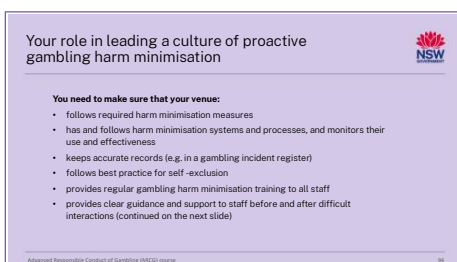 Your role in leading a culture of proactive
gambling harm minimisation
NSW
GOVERNMENT
You need to make sure that your venue:
• follows required harm minimisation measures
• has and follows harm minimisation systems and processes, and monitors their
use and effectiveness
• keeps accurate records (e.g. in a gambling incident register)
• follows best practice for self -exclusion
• provides regular gambling harm minimisation training to all staff
• provides clear guidance and support to staff before and after difficult
interactions (continued on the next slide)
Advanced Responsible Conduct of Gambling (ARCG) course